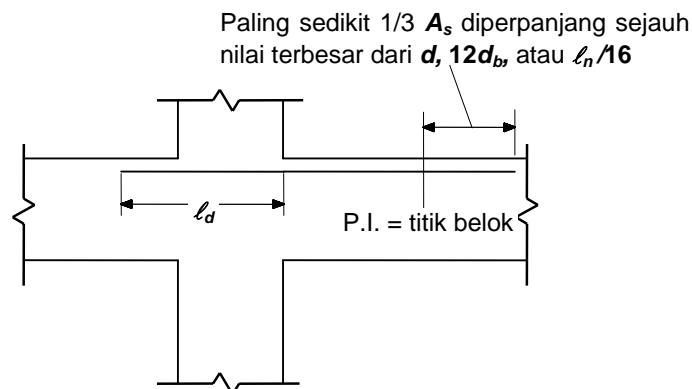 Paling sedikit 1/3 As diperpanjang sejauh
nilai terbesar dari d, 12db, atau ℓn/16
ℓd
P.I. = titik belok